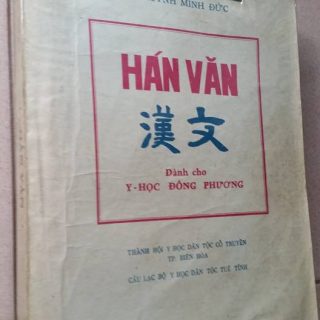 HUỲNH MINH ĐỨC
HÁN VĂN
漢文
Dành cho
Y-HỌC ĐÔNG PHƯƠNG
THÀNH HỘI Y HỌC DÂN TỘC CỔ TRUYỀN
TP. BIÊN HÒA
CÂU LẠC BỘ Y HỌC DÂN TỘC TUỆ TĨNH